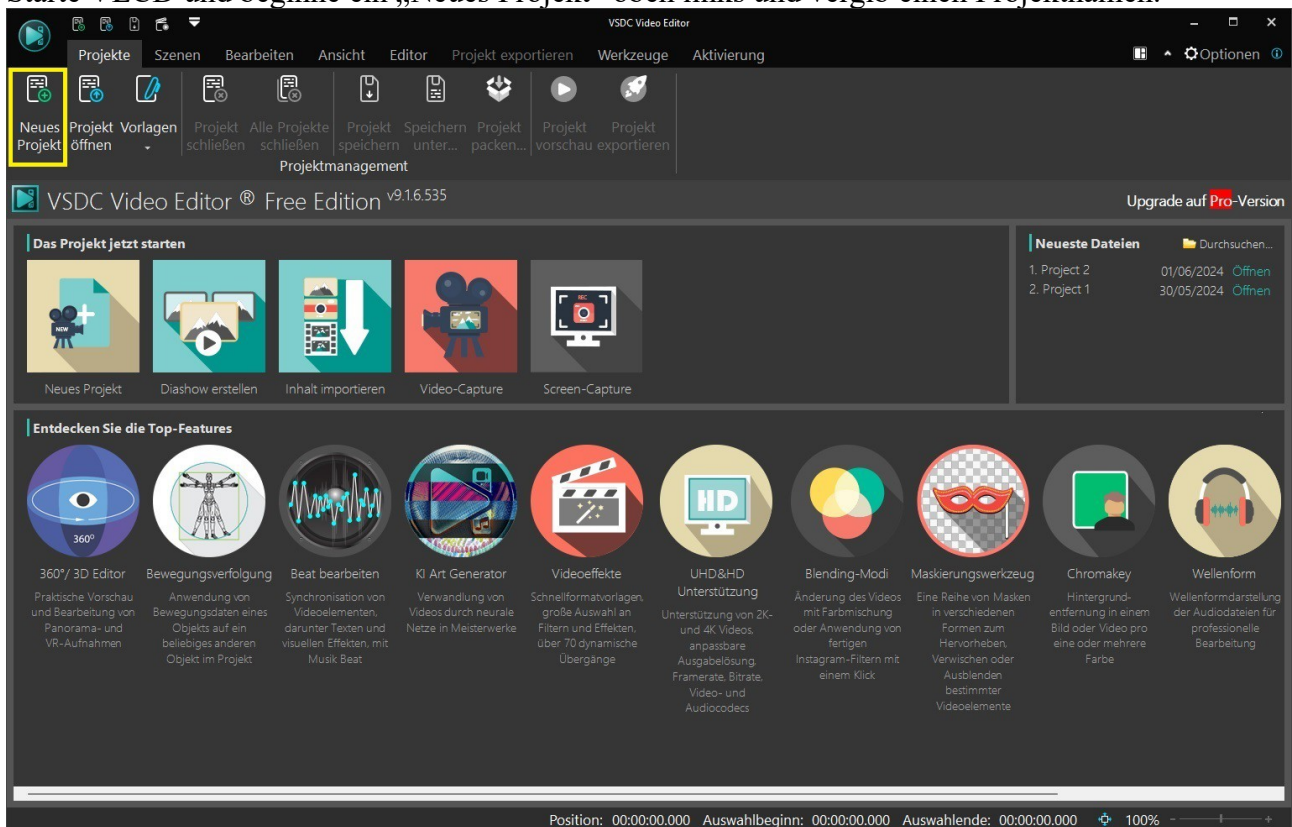 Starte VLCD und beginne ein „Neues Projekt“ oben links und vergib einen Projektnamen.
VSDC Video Editor
Projekte Szenen Bearbeiten Ansicht Editor Projekt exportieren Werkzeuge Aktivierung Optionen
Neues Projekt Projekt öffnen Vorlagen Projekt schließen Alle Projekte schließen Projekt speichern Speichern unter... Projekt packen... Projekt vorschau Projekt exportieren
Projektmanagement
VSDC Video Editor ® Free Edition v9.1.6.535 Upgrade auf Pro-Version
Das Projekt jetzt starten
NEW
REC
Neues Projekt Diashow erstellen Inhalt importieren Video-Capture Screen-Capture
Neueste Dateien Durchsuchen...
1. Project 2 01/06/2024 Öffnen
2. Project 1 30/05/2024 Öffnen
Entdecken Sie die Top-Features
360°
HD
360°/ 3D Editor
Praktische Vorschau
und Bearbeitung von
Panorama- und
VR-Aufnahmen
Bewegungsverfolgung
Anwendung von
Bewegungsdaten eines
Objekts auf ein
beliebiges anderen
Objekt im Projekt
Beat bearbeiten
Synchronisation von
Videoelementen,
darunter Texten und
visuellen Effekten, mit
Musik Beat
KI Art Generator
Verwandlung von
Videos durch neurale
Netze in Meisterwerke
Videoeffekte
Schnellformatvorlagen,
große Auswahl an
Filtern und Effekten,
über 70 dynamische
Übergänge
UHD&HD
Unterstützung
Unterstützung von 2K-
und 4K Videos,
anpassbare
Ausgabelösung,
Framerate, Bitrate,
Video- und
Audiocodecs
Blending-Modi
Änderung des Videos
mit Farbmischung
oder Anwendung von
fertigen
Instagram-Filtern mit
einem Klick
Maskierungswerkzeug
Eine Reihe von Masken
in verschiedenen
Formen zum
Hervorheben,
Verwischen oder
Ausblenden
bestimmter
Videoelemente
Chromakey
Hintergrund-
entfernung in einem
Bild oder Video pro
eine oder mehrere
Farbe
Wellenform
Wellenformdarstellung
der Audiodateien für
professionelle
Bearbeitung
Position: 00:00:00.000 Auswahlbeginn: 00:00:00.000 Auswahlende: 00:00:00.000 100%